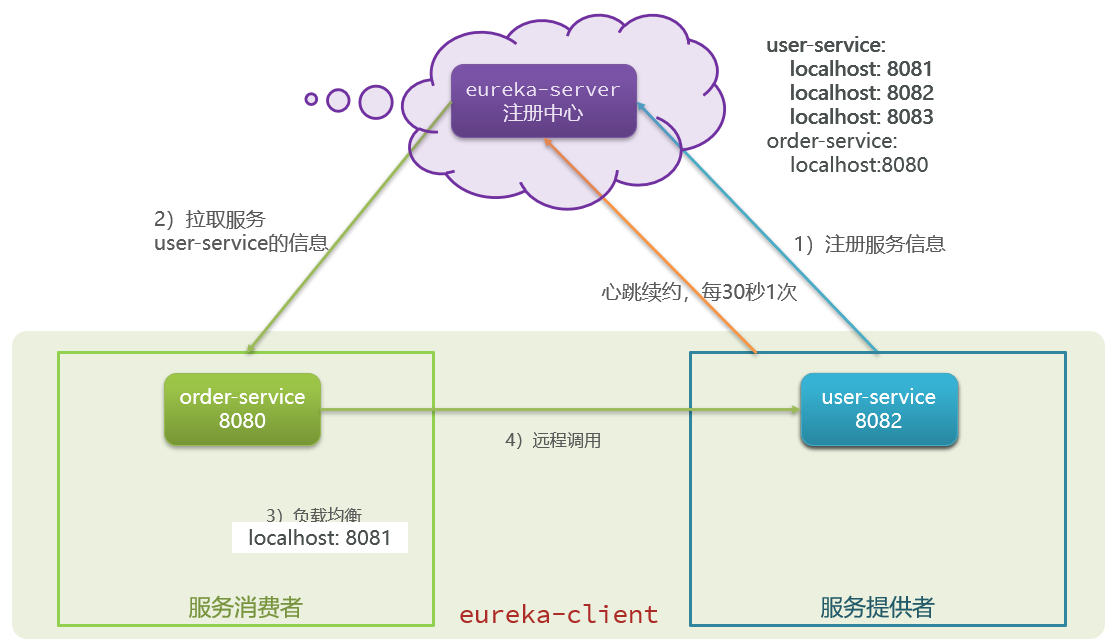 eureka-server
注册中心
user-service:
localhost: 8081
localhost: 8082
localhost: 8083
order-service:
localhost:8080
2）拉取服务
user-service的信息
1）注册服务信息
心跳续约，每30秒1次
order-service
8080
user-service
8082
4）远程调用
3）负载均衡
localhost: 8081
服务消费者
eureka-client
服务提供者